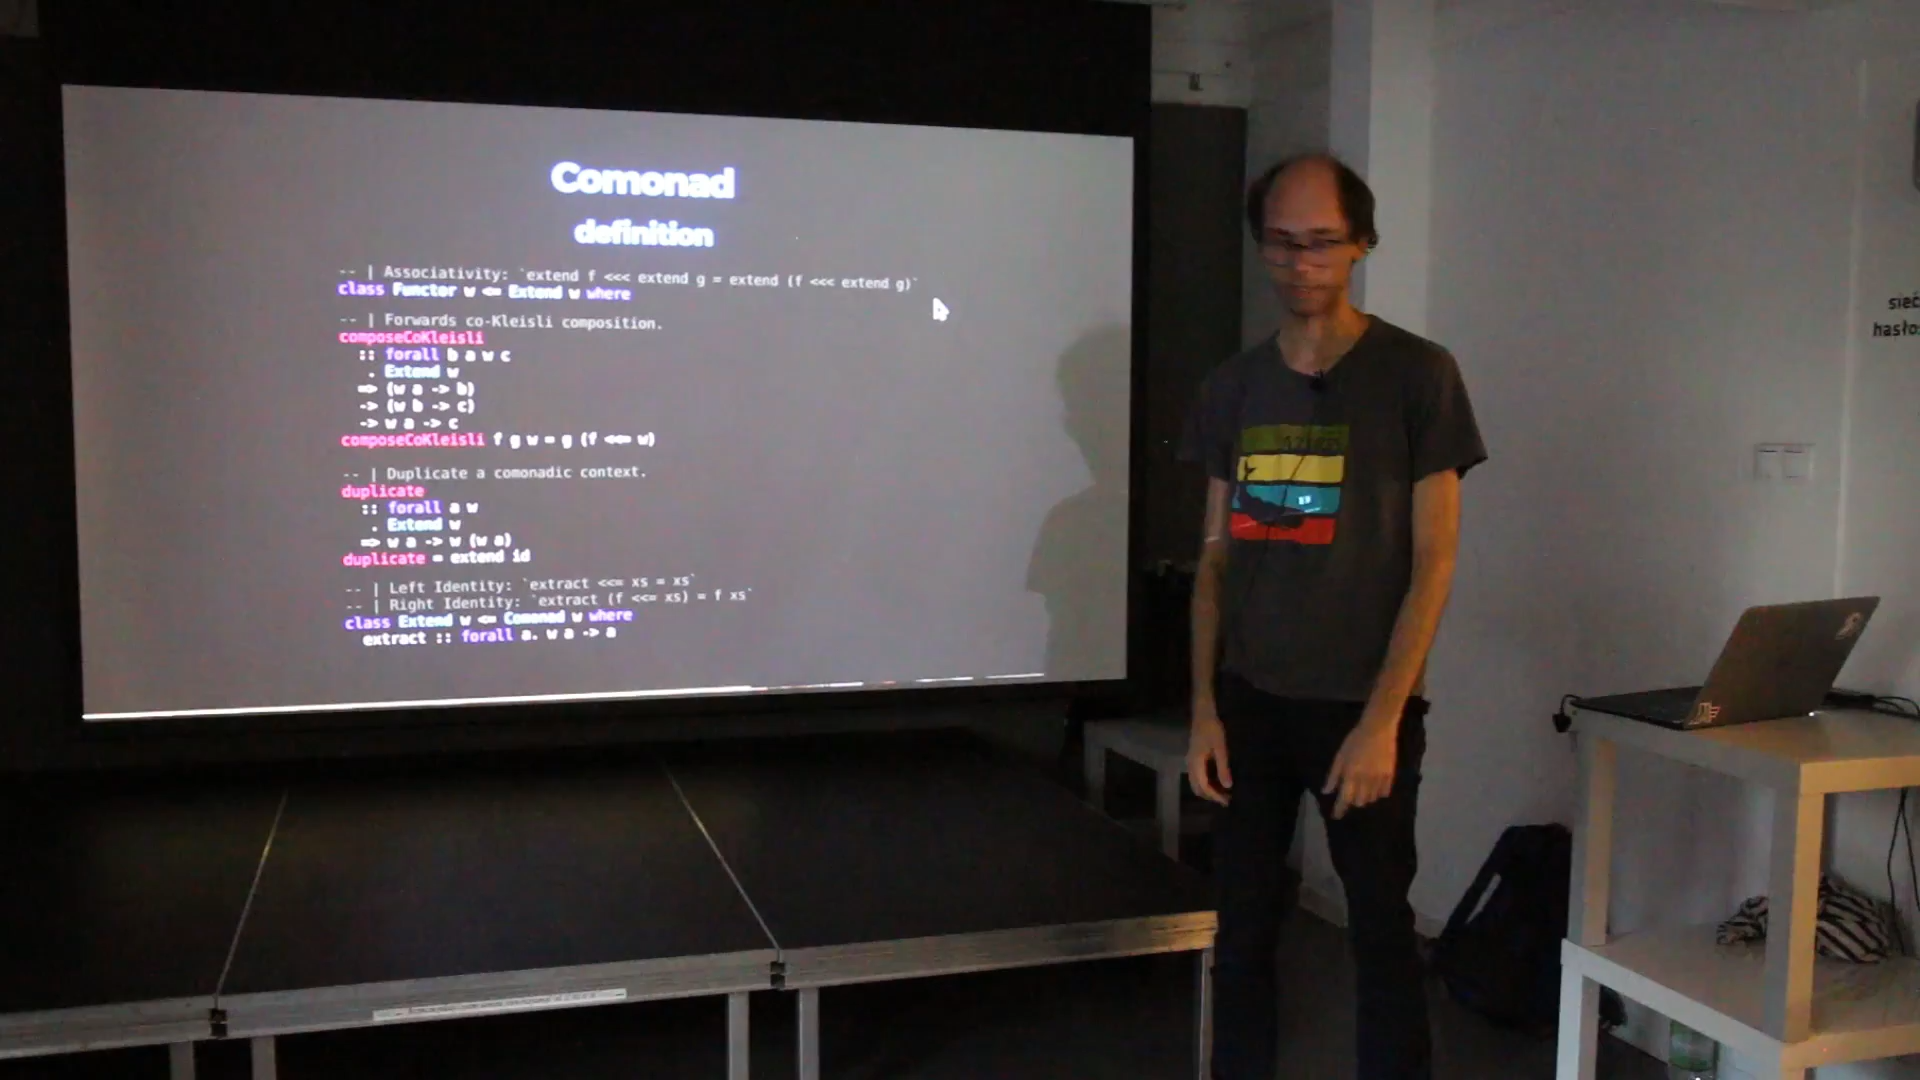 Comonad
definition
-- | Associativity: `extend f <<< extend g = extend (f <<< extend g)`
class Functor w <= Extend w where
-- | Forwards co-Kleisli composition.
composeCoKleisli
:: forall b a w c
. Extend w
=> (w a -> b)
-> (w b -> c)
-> w a -> c
composeCoKleisli f g w = g (f <<= w)
-- | Duplicate a comonadic context.
duplicate
:: forall a w
. Extend w
=> w a -> w (w a)
duplicate = extend id
-- | Left Identity: `extract <<= xs = xs`
-- | Right Identity: `extract (f <<= xs) = f xs`
class Extend w <= Comonad w where
extract :: forall a. w a -> a
sieć
hasło